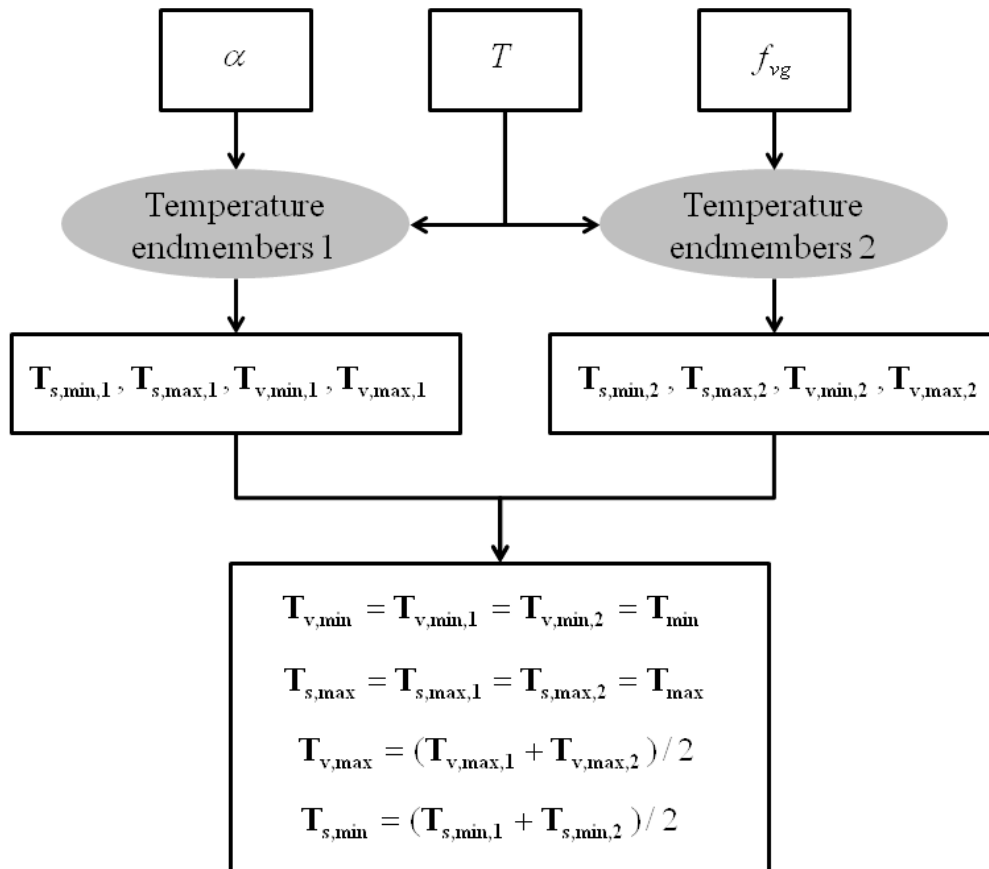 α
T
f_vg
Temperature
endmembers 1
Temperature
endmembers 2
T_s,min,1 , T_s,max,1 , T_v,min,1 , T_v,max,1
T_s,min,2 , T_s,max,2 , T_v,min,2 , T_v,max,2
T_v,min = T_v,min,1 = T_v,min,2 = T_min
T_s,max = T_s,max,1 = T_s,max,2 = T_max
T_v,max = (T_v,max,1 + T_v,max,2) / 2
T_s,min = (T_s,min,1 + T_s,min,2) / 2